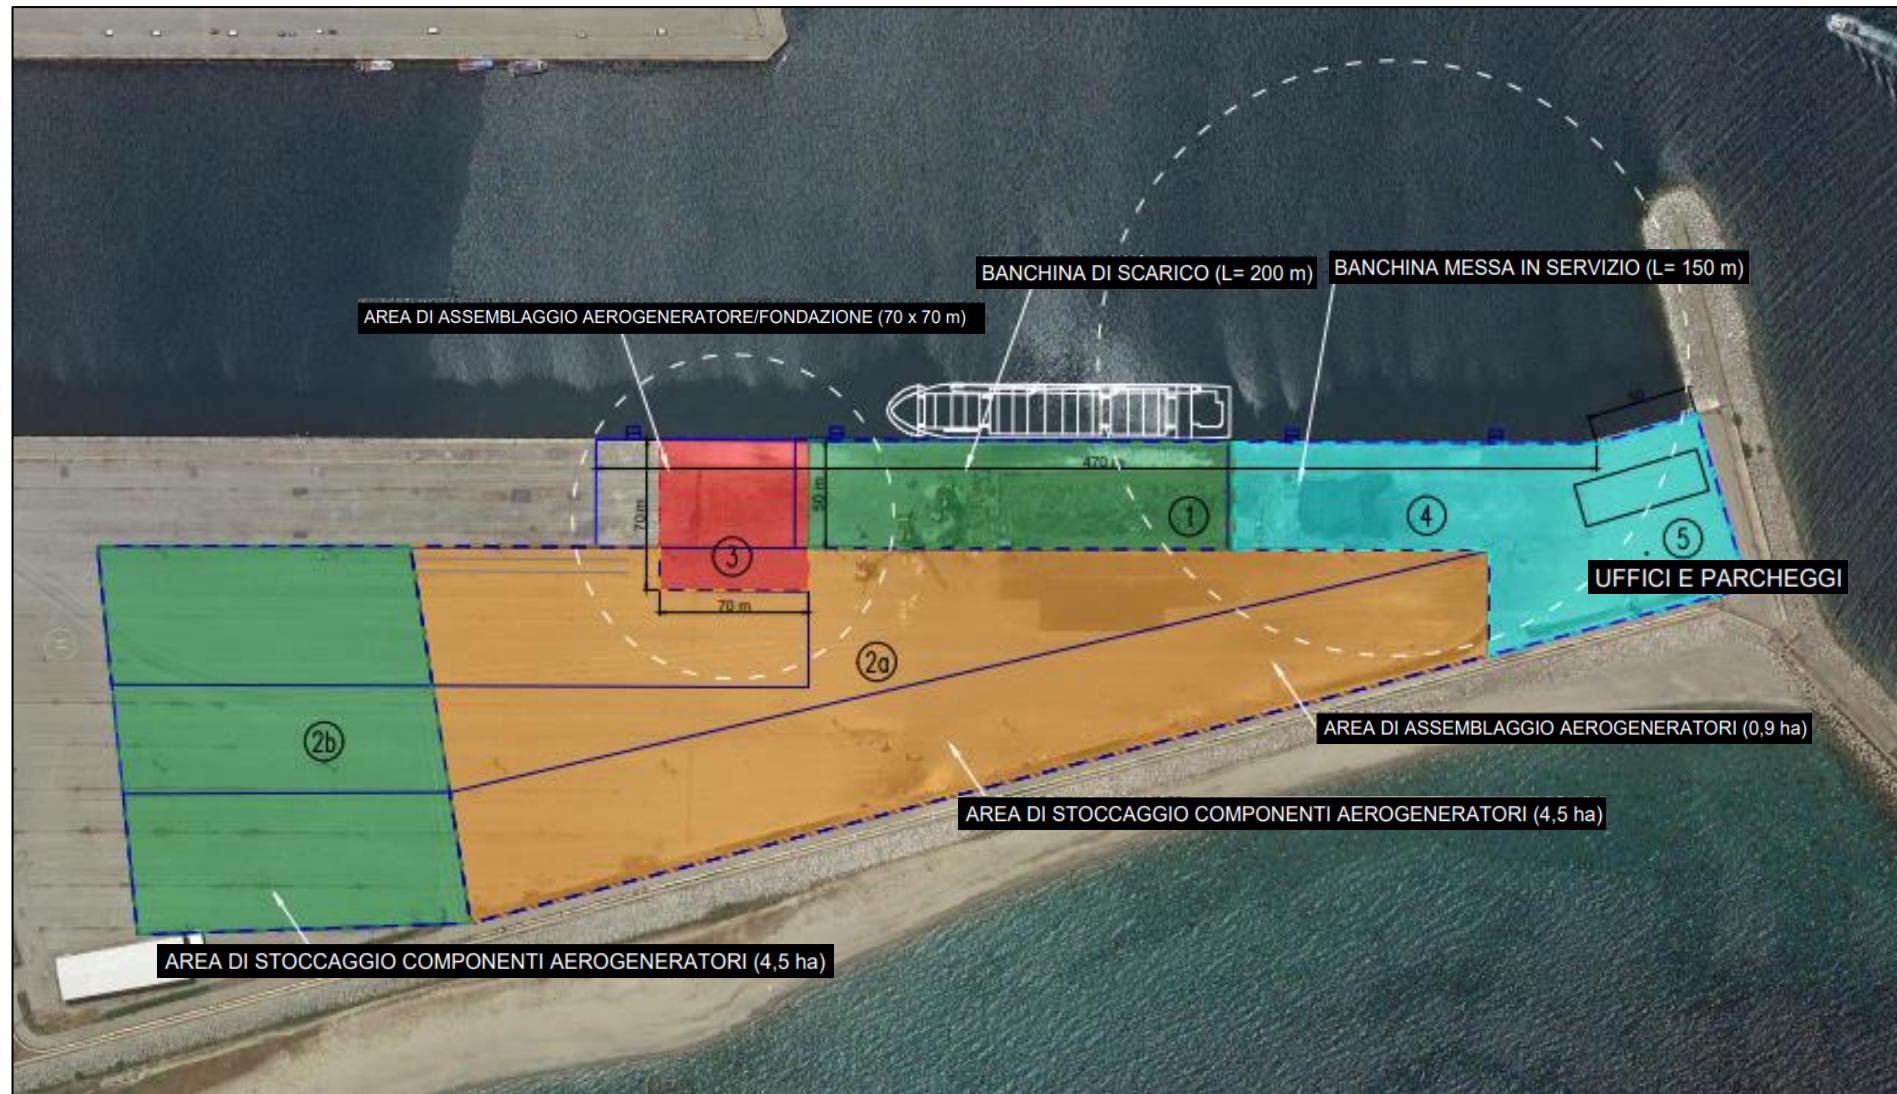 BANCHINA DI SCARICO (L= 200 m)
BANCHINA MESSA IN SERVIZIO (L= 150 m)
AREA DI ASSEMBLAGGIO AEROGENERATORE/FONDAZIONE (70 x 70 m)
470 m
70 m
50 m
1
4
5
3
UFFICI E PARCHEGGI
70 m
2a
2b
AREA DI ASSEMBLAGGIO AEROGENERATORI (0,9 ha)
AREA DI STOCCAGGIO COMPONENTI AEROGENERATORI (4,5 ha)
AREA DI STOCCAGGIO COMPONENTI AEROGENERATORI (4,5 ha)